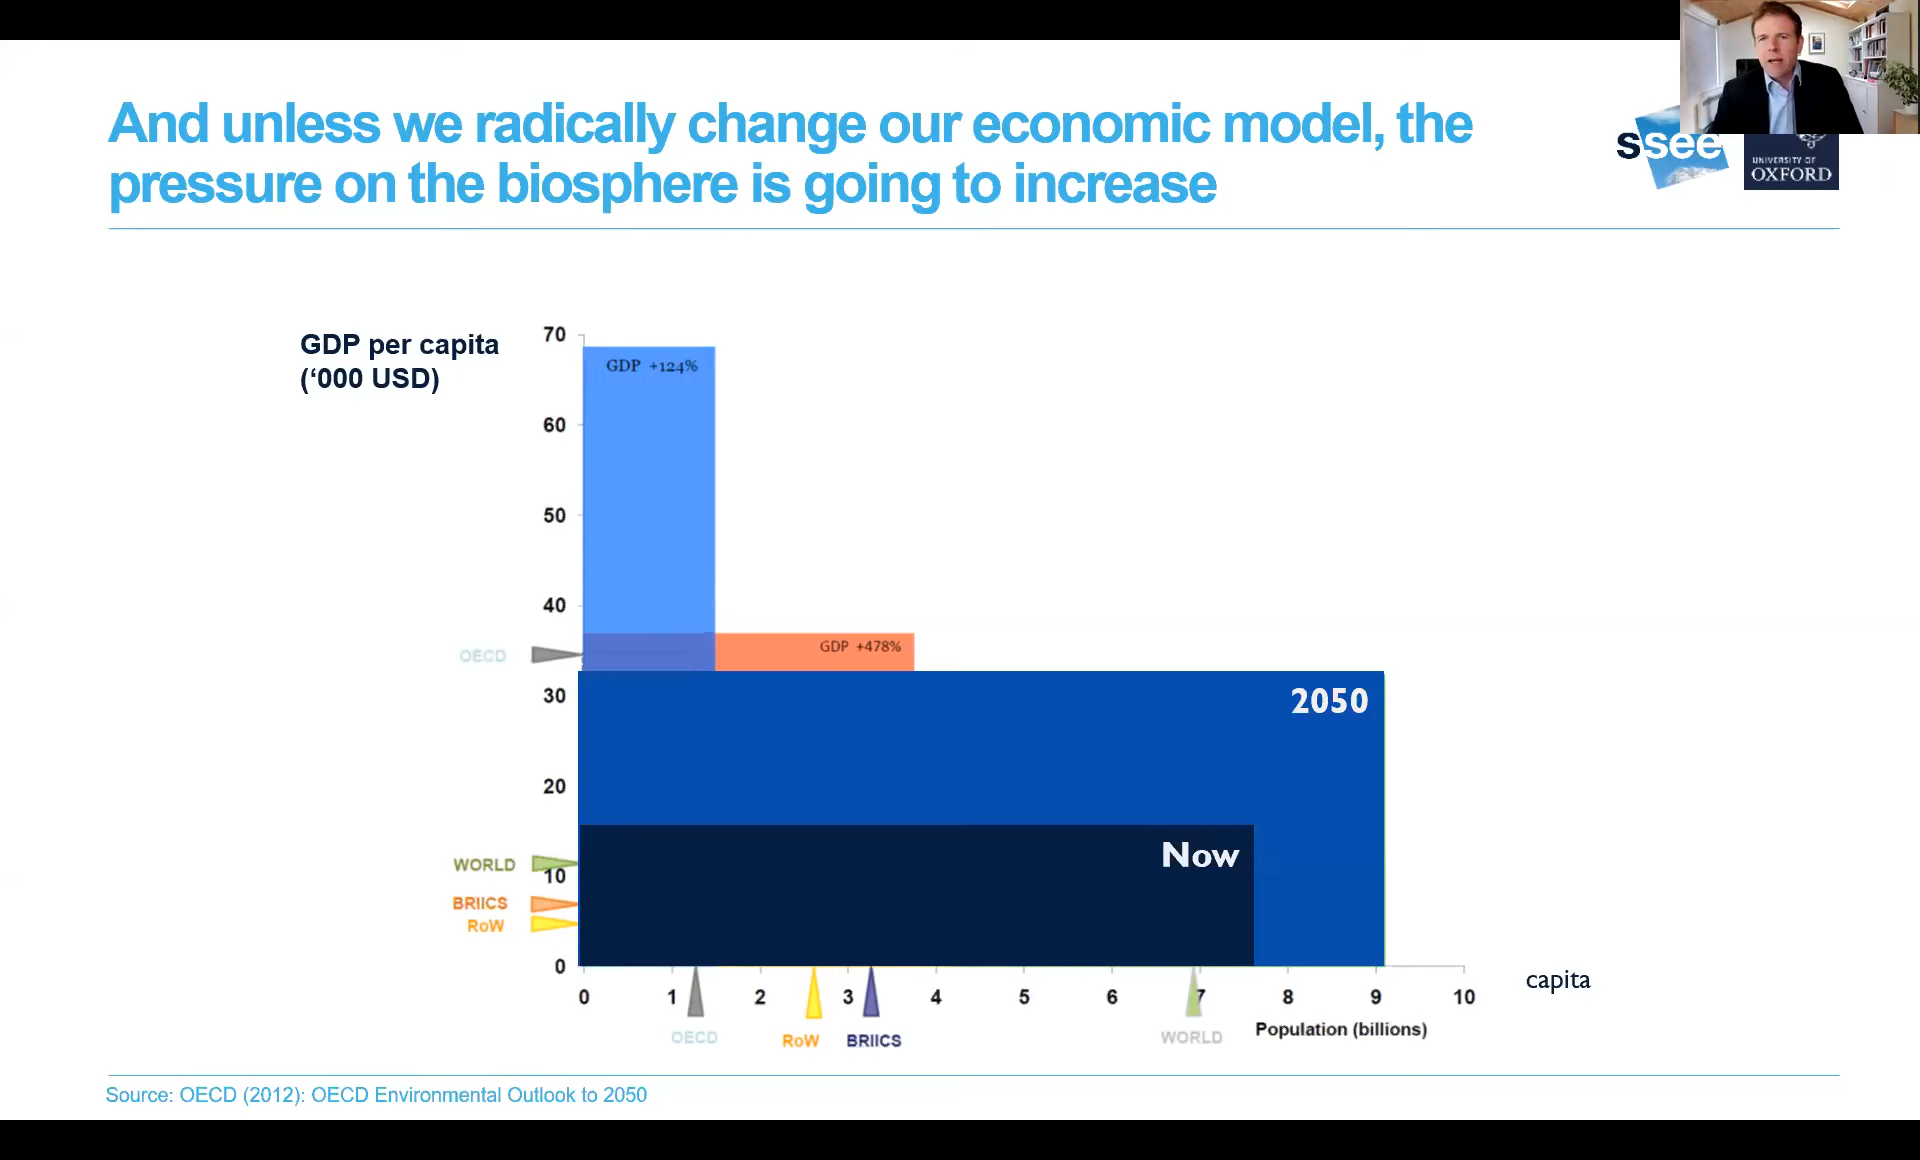 And unless we radically change our economic model, the
pressure on the biosphere is going to increase
ssee
UNIVERSITY OF
OXFORD
GDP per capita
(‘000 USD)
70
60
50
40
30
20
10
0
GDP +124%
GDP +478%
2050
Now
OECD
WORLD
BRIICS
RoW
0 1 2 3 4 5 6 7 8 9 10
capita
OECD RoW BRIICS WORLD
Population (billions)
Source: OECD (2012): OECD Environmental Outlook to 2050